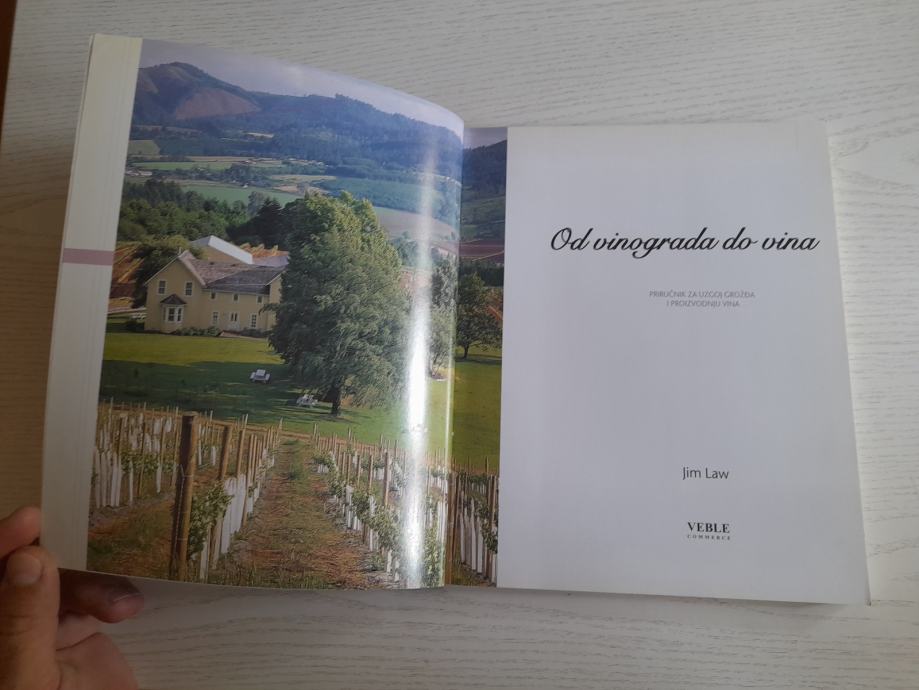 Od vinograda do vina
PRIRUČNIK ZA UZGOJ GROŽĐA
I PROIZVODNJU VINA
Jim Law
VEBLE
COMMERCE